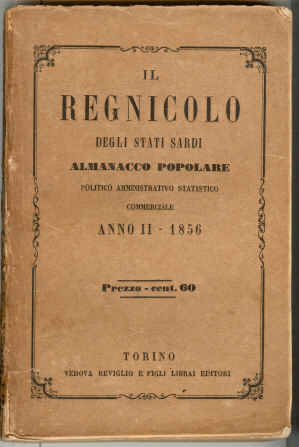 IL
REGNICOLO
DEGLI STATI SARDI
ALMANACCO POPOLARE
POLITICO AMMINISTRATIVO STATISTICO
COMMERCIALE
ANNO II - 1856
Prezzo - cent. 60
TORINO
VEDOVA REVIGLIO E FIGLI LIBRAI EDITORI